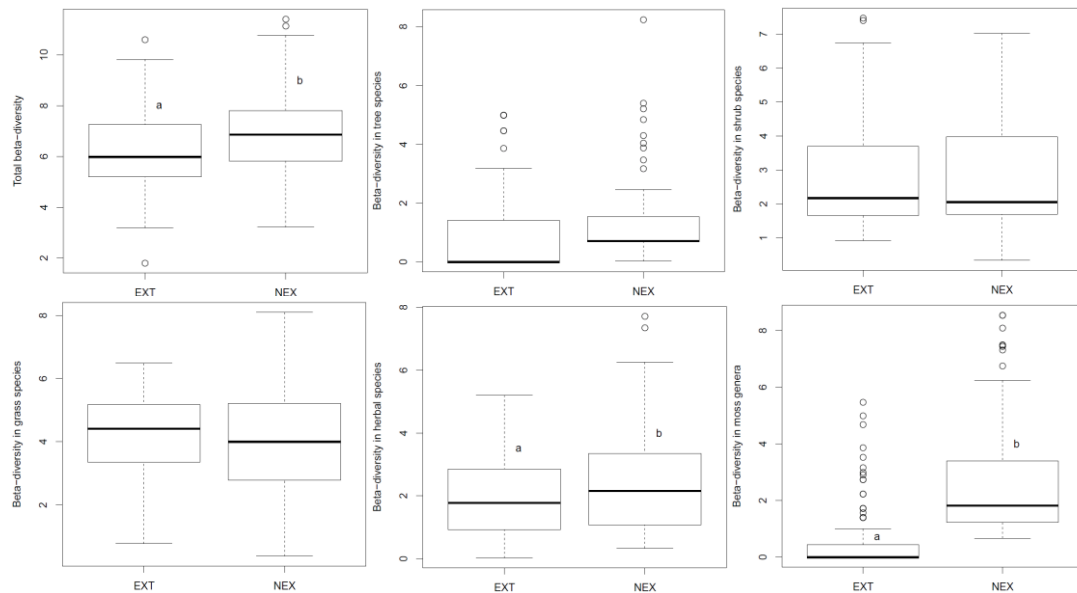 Total beta−diversity
10
8
6
4
2
a
b
EXT
NEX
Beta−diversity in tree species
8
6
4
2
0
EXT
NEX
Beta−diversity in shrub species
7
6
5
4
3
2
1
EXT
NEX
Beta−diversity in grass species
8
6
4
2
EXT
NEX
Beta−diversity in herbal species
8
6
4
2
0
a
b
EXT
NEX
Beta−diversity in moss genera
8
6
4
2
0
a
b
EXT
NEX